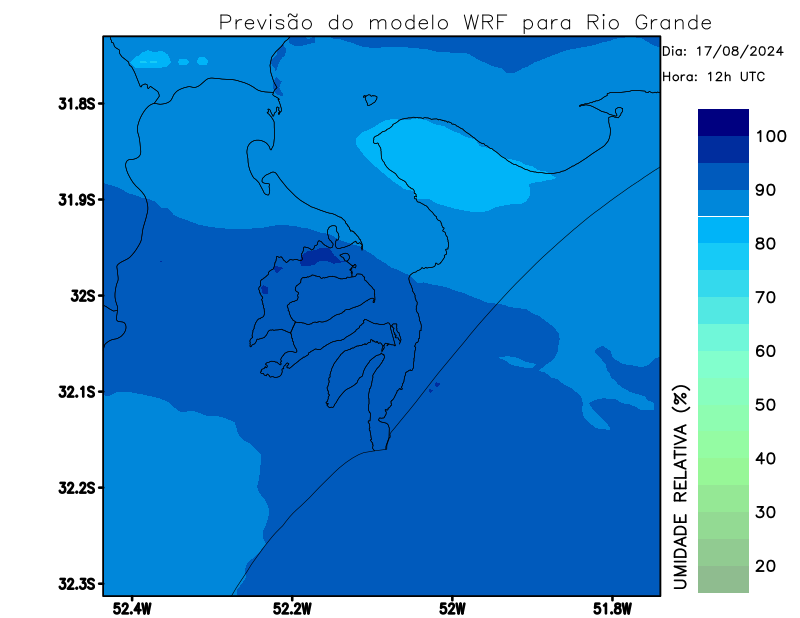 Previsão do modelo WRF para Rio Grande
Dia: 17/08/2024
Hora: 12h UTC
31.8S
31.9S
32S
32.1S
32.2S
32.3S
52.4W
52.2W
52W
51.8W
100
90
80
70
60
50
40
30
20
UMIDADE RELATIVA (%)